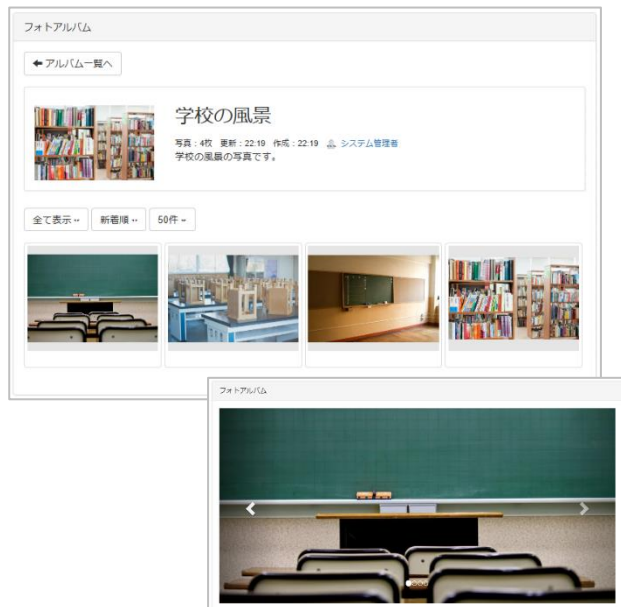 フォトアルバム
アルバム一覧へ
学校の風景
写真：4枚 更新：22:19 作成：22:19 システム管理者
学校の風景の写真です。
全て表示 新着順 50件
フォトアルバム